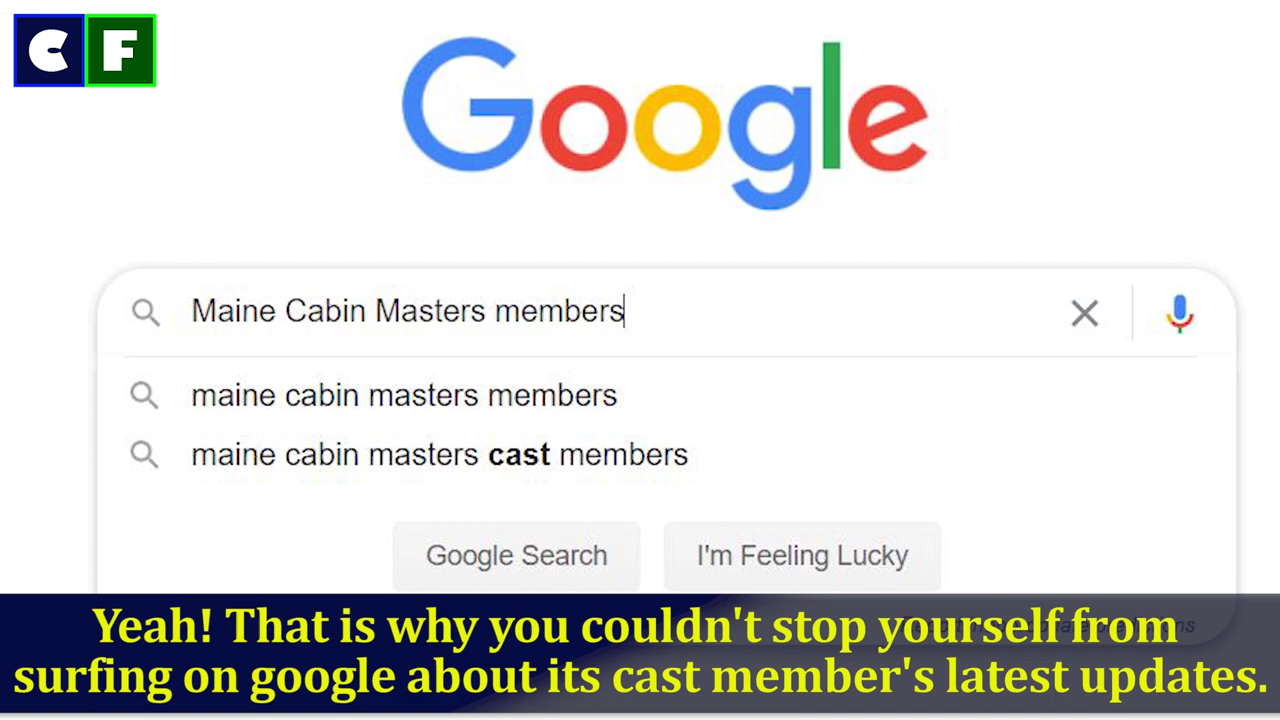 C F
Google
Maine Cabin Masters members
maine cabin masters members
maine cabin masters cast members
Google Search
I'm Feeling Lucky
Yeah! That is why you couldn't stop yourself from
surfing on google about its cast member's latest updates.